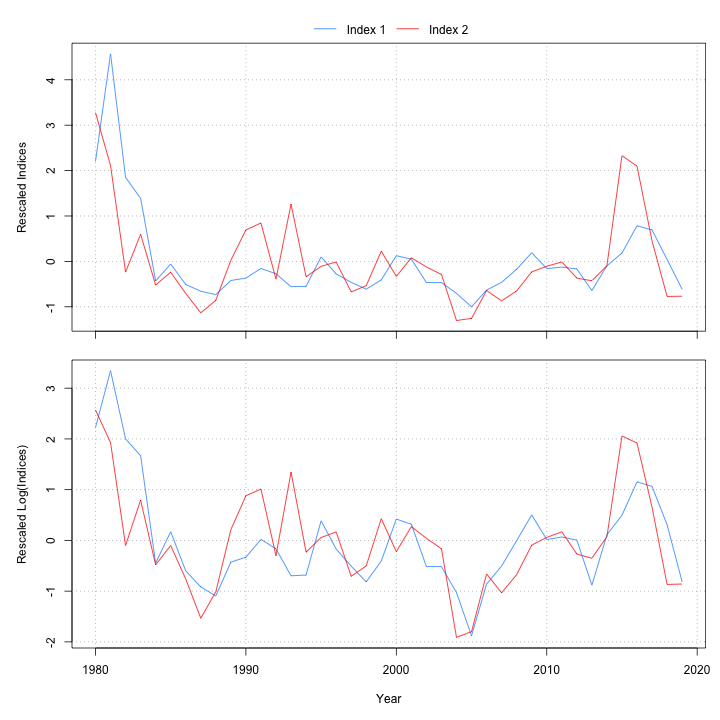 Index 1 Index 2
Rescaled Indices
4
3
2
1
0
-1
Rescaled Log(Indices)
3
2
1
0
-1
-2
1980 1990 2000 2010 2020
Year